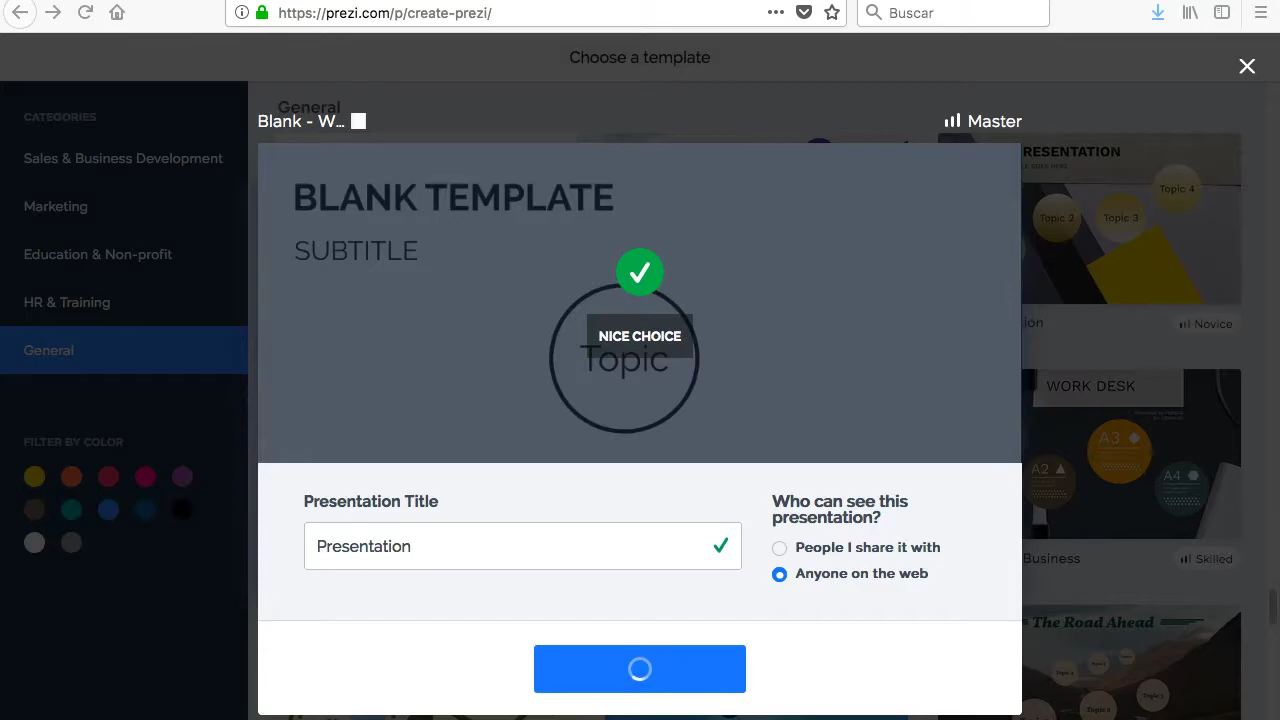 https://prezi.com/p/create-prezi/
Buscar
Choose a template
CATEGORIES
Sales & Business Development
Marketing
Education & Non-profit
HR & Training
General
FILTER BY COLOR
General
Blank - W...
Master
BLANK TEMPLATE
SUBTITLE
NICE CHOICE
Topic
Presentation Title
Presentation
Who can see this
presentation?
People I share it with
Anyone on the web
RESENTATION
Topic 4
Topic 2
Topic 3
ion
Novice
WORK DESK
A3
A2
A4
Business
Skilled
The Road Ahead